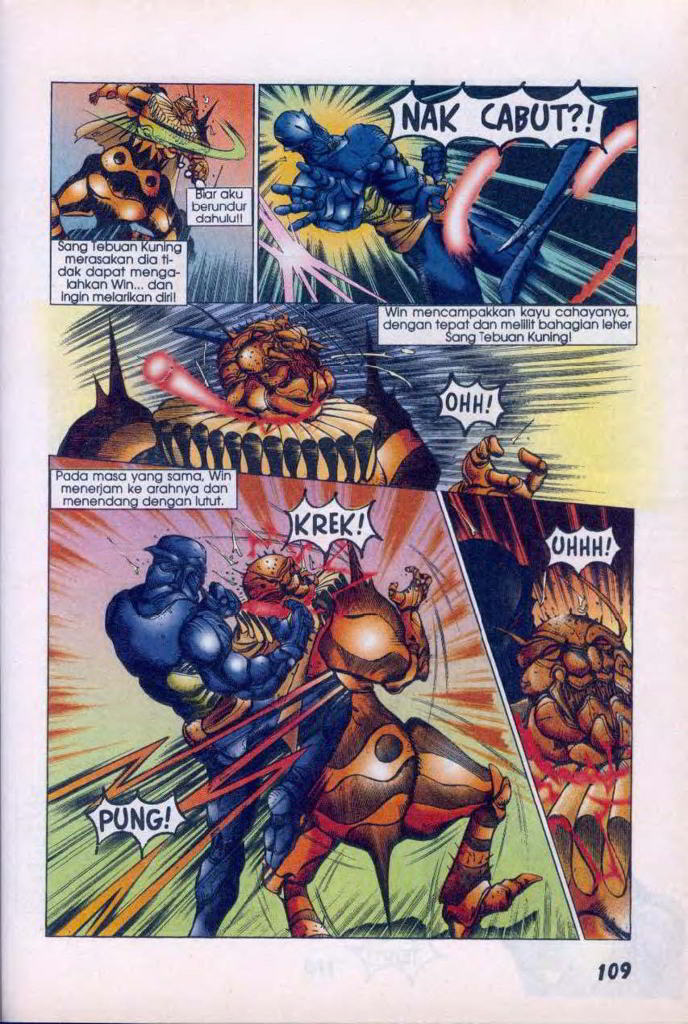 Biar aku
berundur
dahulu!!
Sang Tebuan Kuning
merasakan dia ti-
dak dapat menga-
lahkan Win... dan
ingin melarikan diri!
NAK CABUT?!
Win mencampakkan kayu cahayanya,
dengan tepat dan melilit bahagian leher
Sang Tebuan Kuning!
OHH!
Pada masa yang sama, Win
menerjam ke arahnya dan
menendang dengan lutut.
KREK!
UHHH!
PUNG!
109